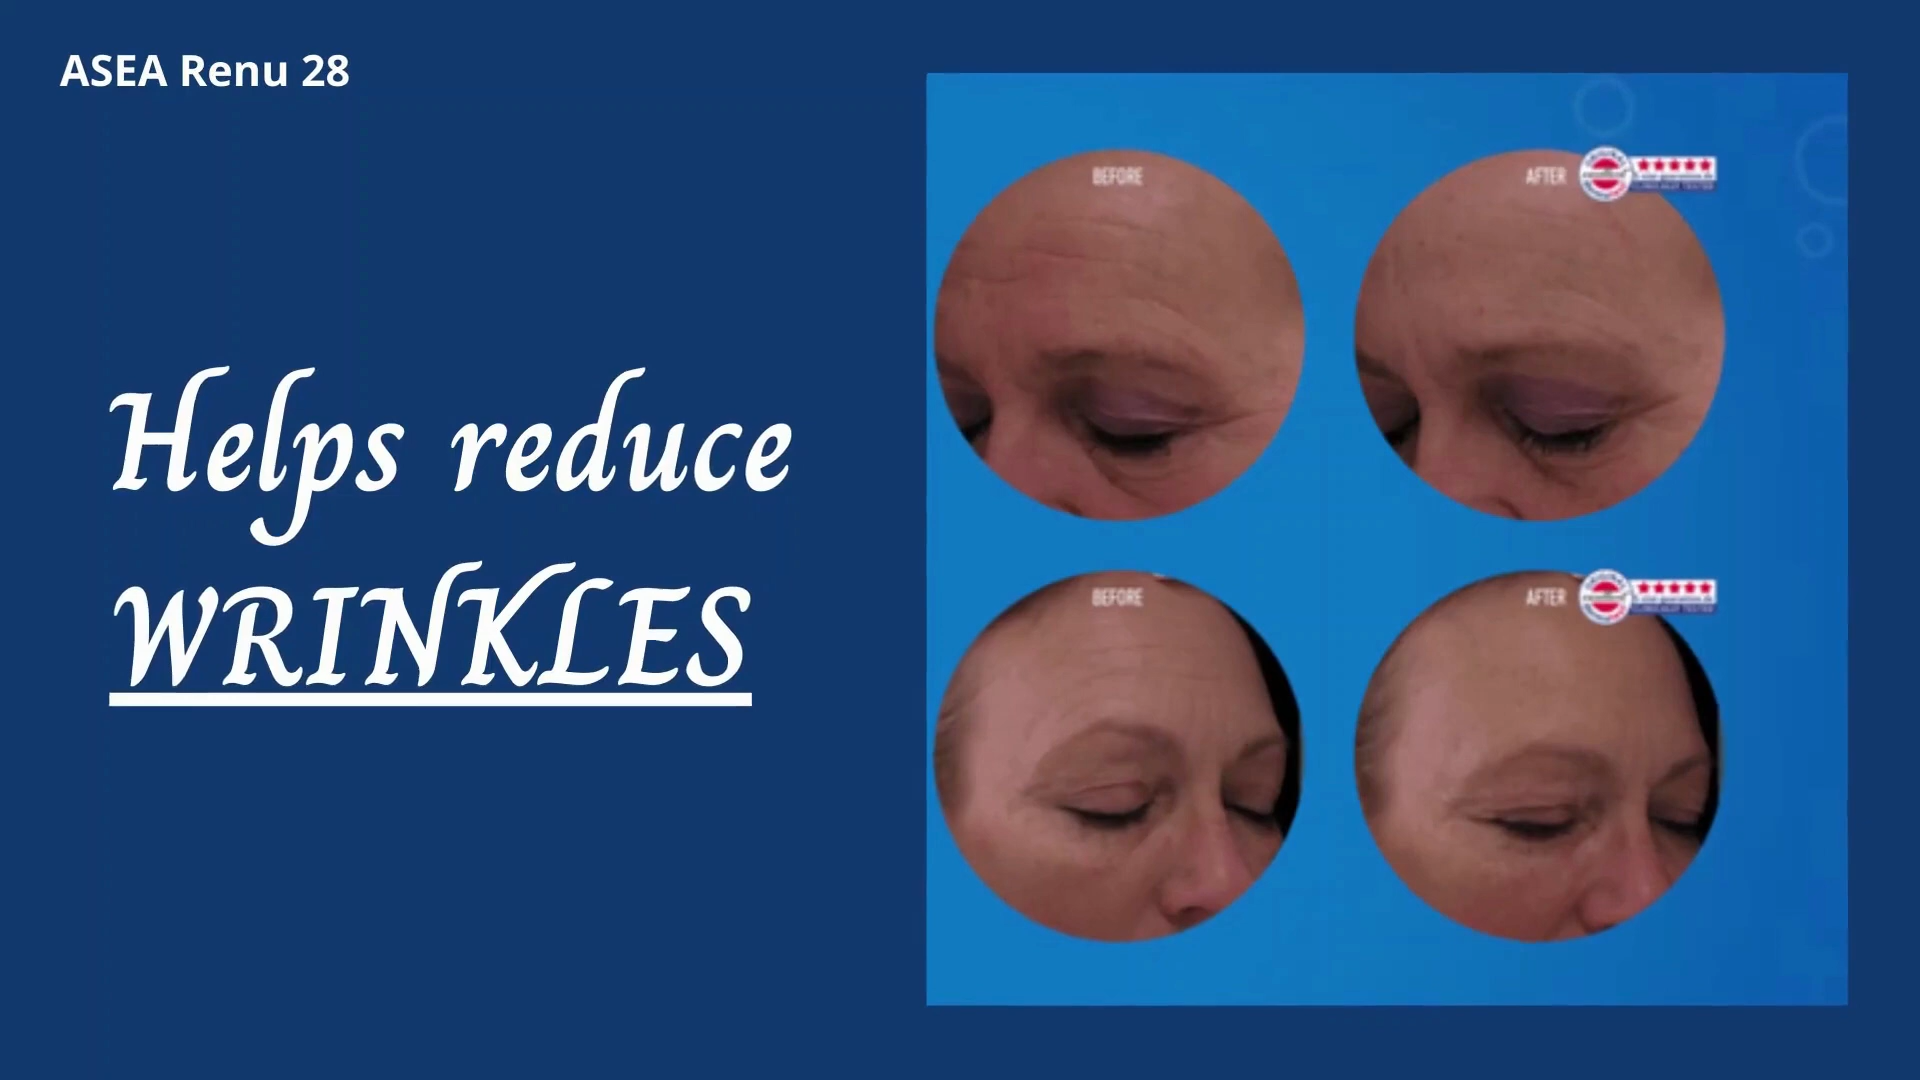 ASEA Renu 28
Helps reduce
WRINKLES
BEFORE
AFTER
BEFORE
AFTER